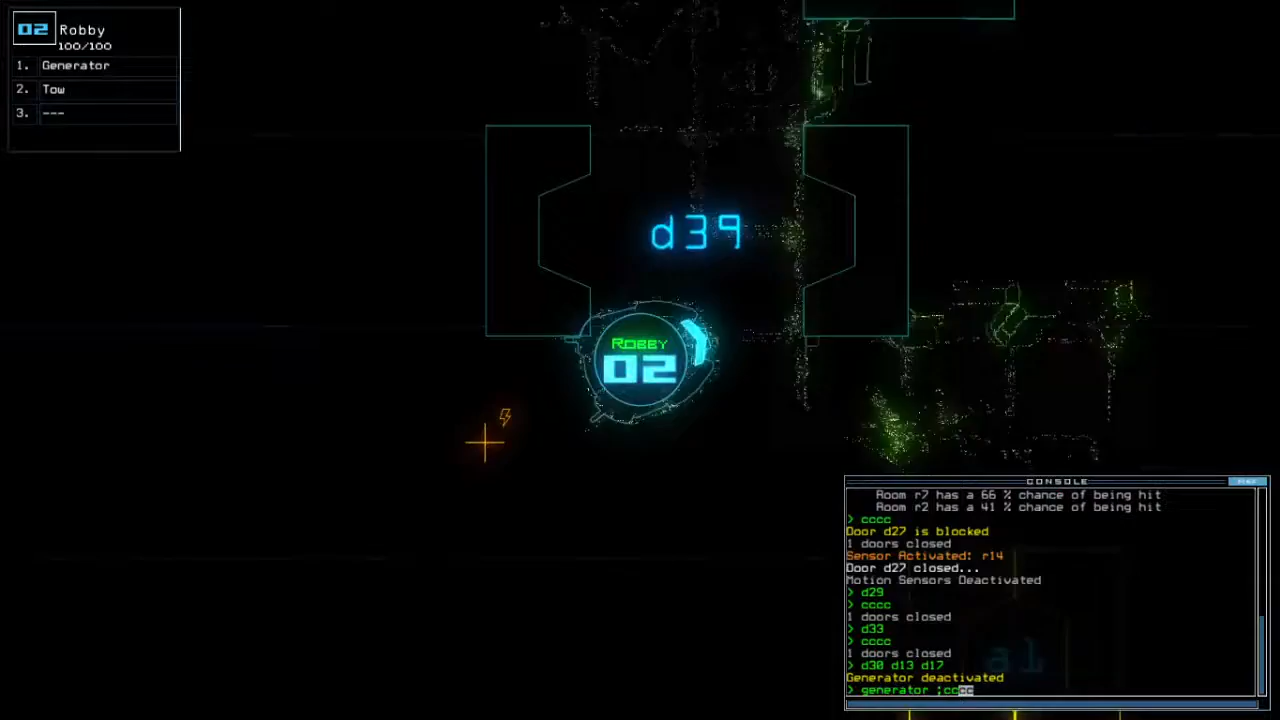 02 Robby
100/100
1. Generator
2. Tow
3. ---
d39
Robby
02
CONSOLE
Room r7 has a 66 % chance of being hit
Room r2 has a 41 % chance of being hit
> cccc
Door d27 is blocked
1 doors closed
Sensor Activated: r14
Door d27 closed...
Motion Sensors Deactivated
> d29
> cccc
1 doors closed
> d33
> cccc
1 doors closed
> d30 d13 d17
Generator deactivated
> generator ;cccc
a1